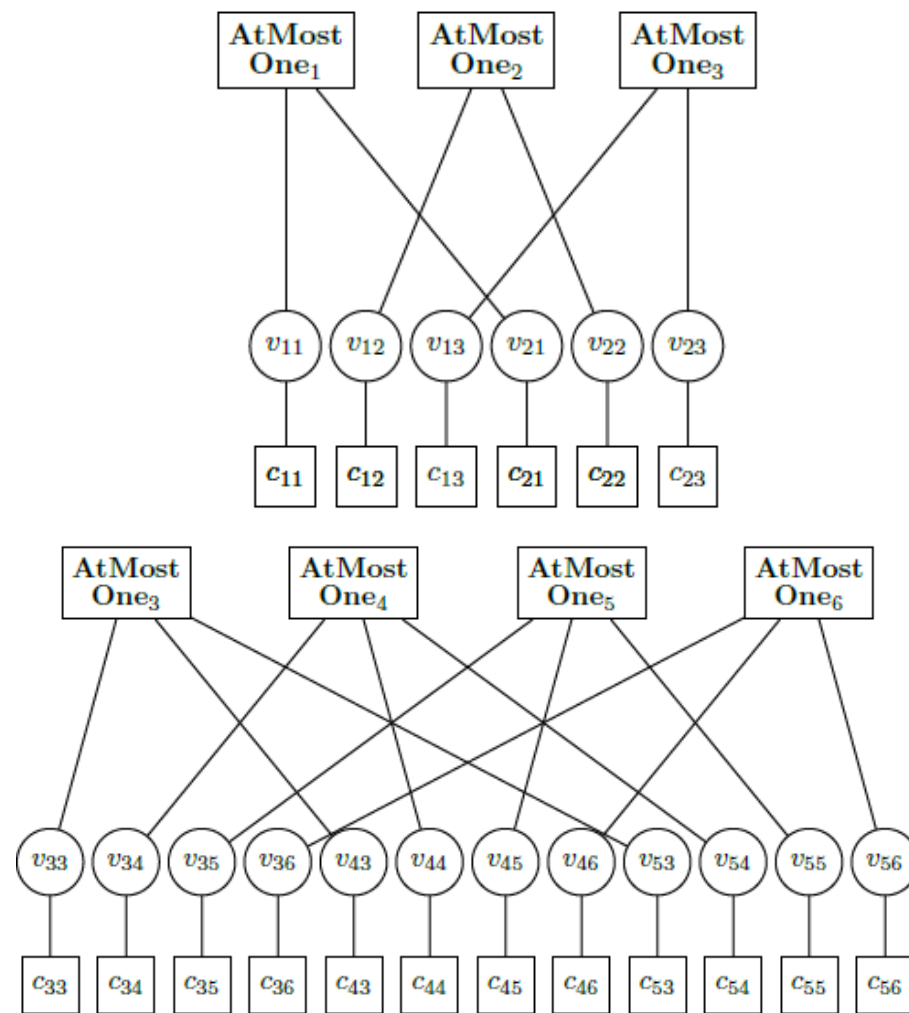 AtMost AtMost AtMost
One₁ One₂ One₃
v₁₁ v₁₂ v₁₃ v₂₁ v₂₂ v₂₃
c₁₁ c₁₂ c₁₃ c₂₁ c₂₂ c₂₃
AtMost AtMost AtMost AtMost
One₃ One₄ One₅ One₆
v₃₃ v₃₄ v₃₅ v₃₆ v₄₃ v₄₄ v₄₅ v₄₆ v₅₃ v₅₄ v₅₅ v₅₆
c₃₃ c₃₄ c₃₅ c₃₆ c₄₃ c₄₄ c₄₅ c₄₆ c₅₃ c₅₄ c₅₅ c₅₆